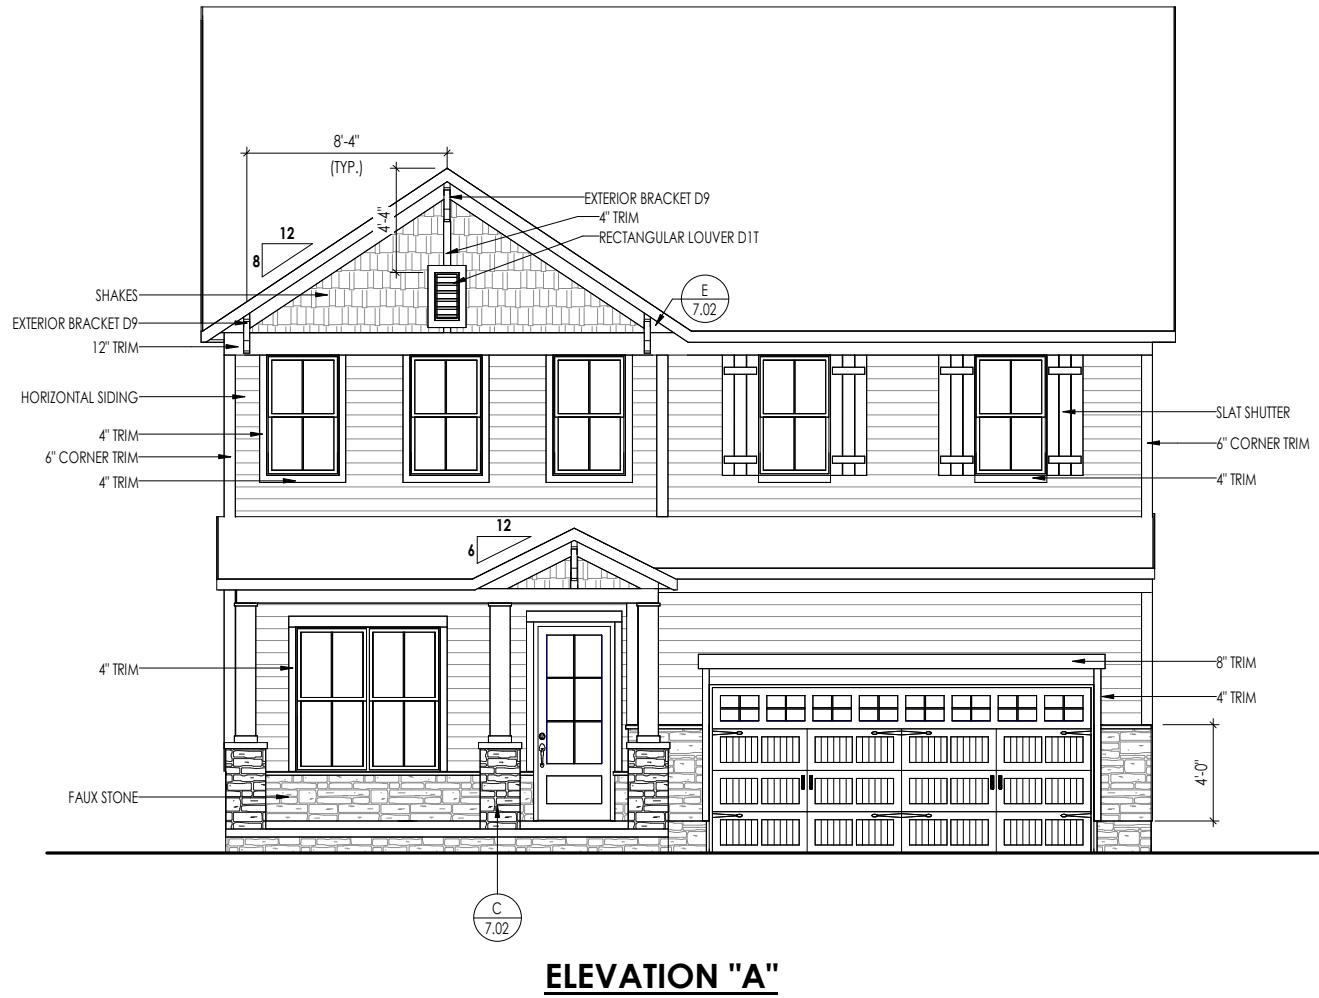 8'-4"
(TYP.)
4'-4"
EXTERIOR BRACKET D9
4" TRIM
RECTANGULAR LOUVER D1T
12
8
E
7.02
SHAKES
EXTERIOR BRACKET D9
12" TRIM
HORIZONTAL SIDING
4" TRIM
6" CORNER TRIM
4" TRIM
SLAT SHUTTER
6" CORNER TRIM
4" TRIM
12
6
4" TRIM
8" TRIM
4" TRIM
4'-0"
FAUX STONE
C
7.02
ELEVATION "A"